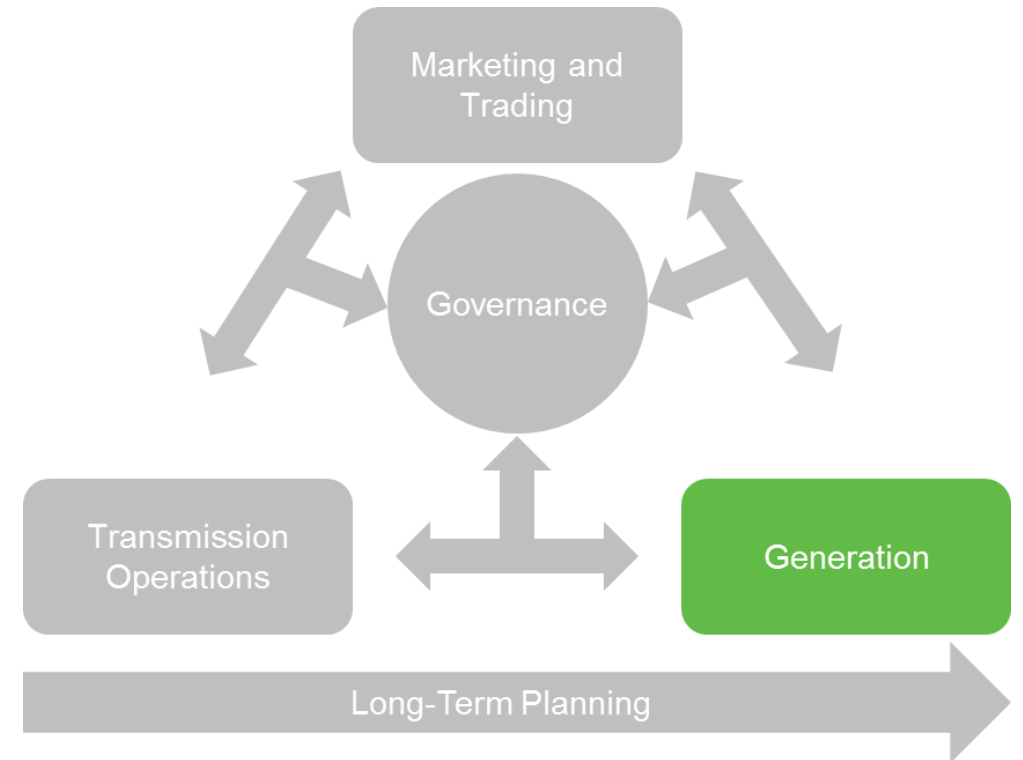 Marketing and
Trading
Governance
Transmission
Operations
Generation
Long-Term Planning